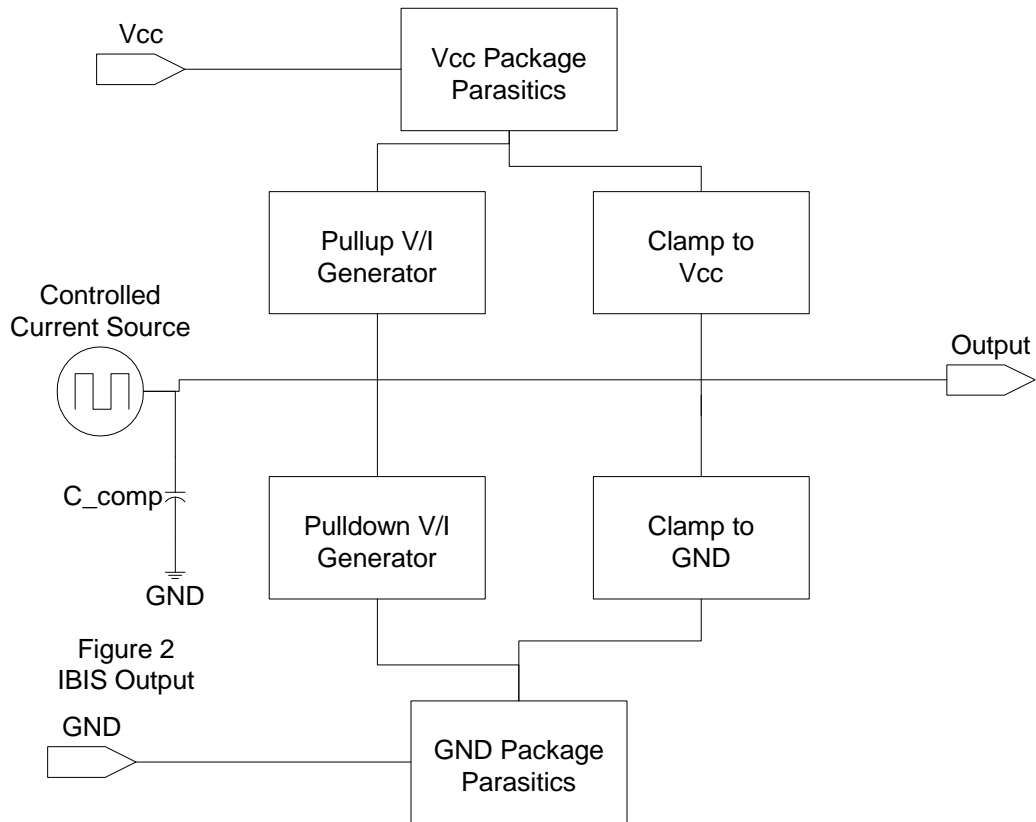 Vcc
Vcc Package
Parasitics
Pullup V/I
Generator
Clamp to
Vcc
Controlled
Current Source
Output
C_comp
GND
Pulldown V/I
Generator
Clamp to
GND
Figure 2
IBIS Output
GND
GND Package
Parasitics